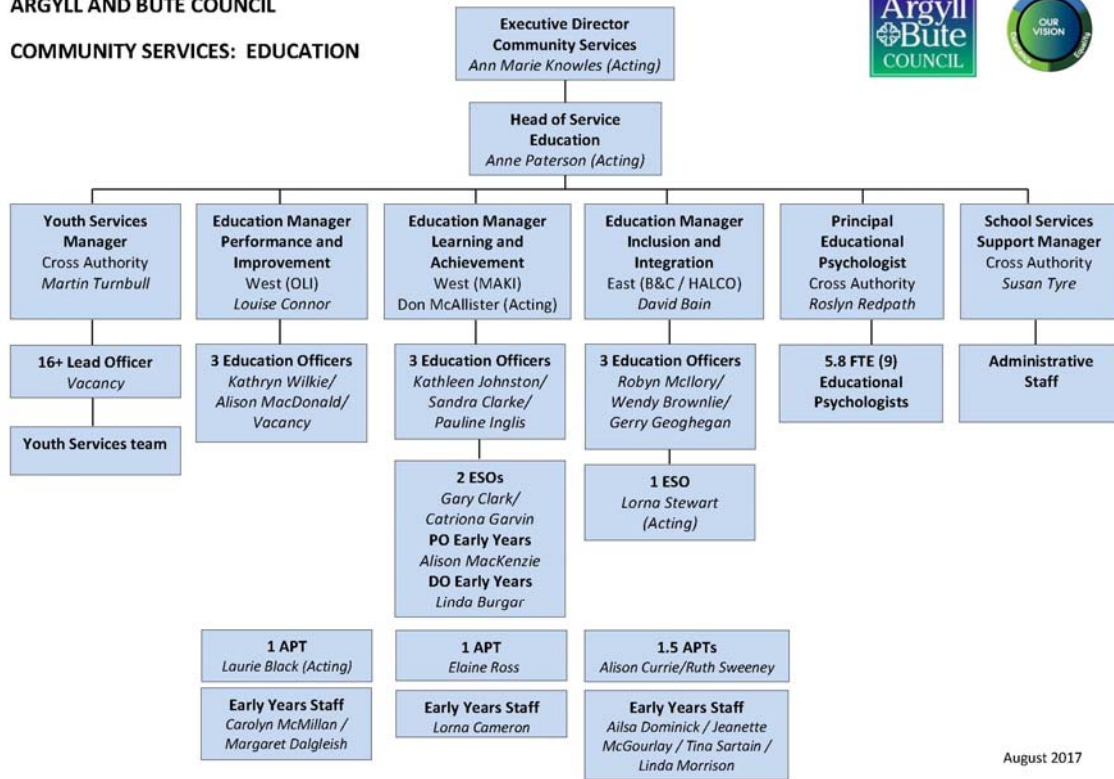 ARGYLL AND BUTE COUNCIL
COMMUNITY SERVICES: EDUCATION
Argyll
&Bute
COUNCIL
OUR
VISION
Equality
Executive Director
Community Services
Ann Marie Knowles (Acting)
Head of Service
Education
Anne Paterson (Acting)
Youth Services
Manager
Cross Authority
Martin Turnbull
Education Manager
Performance and
Improvement
West (OLI)
Louise Connor
Education Manager
Learning and
Achievement
West (MAKI)
Don McAllister (Acting)
Education Manager
Inclusion and
Integration
East (B&C / HALCO)
David Bain
Principal
Educational
Psychologist
Cross Authority
Roslyn Redpath
School Services
Support Manager
Cross Authority
Susan Tyre
16+ Lead Officer
Vacancy
3 Education Officers
Kathryn Wilkie/
Alison MacDonald/
Vacancy
3 Education Officers
Kathleen Johnston/
Sandra Clarke/
Pauline Inglis
3 Education Officers
Robyn McIlory/
Wendy Brownlie/
Gerry Geoghegan
5.8 FTE (9)
Educational
Psychologists
Administrative
Staff
Youth Services team
2 ESOs
Gary Clark/
Catriona Garvin
PO Early Years
Alison MacKenzie
DO Early Years
Linda Burgar
1 ESO
Lorna Stewart
(Acting)
1 APT
Laurie Black (Acting)
1 APT
Elaine Ross
1.5 APTs
Alison Currie/Ruth Sweeney
Early Years Staff
Carolyn McMillan /
Margaret Dalgleish
Early Years Staff
Lorna Cameron
Early Years Staff
Ailsa Dominick / Jeanette
McGourlay / Tina Sartain /
Linda Morrison
August 2017